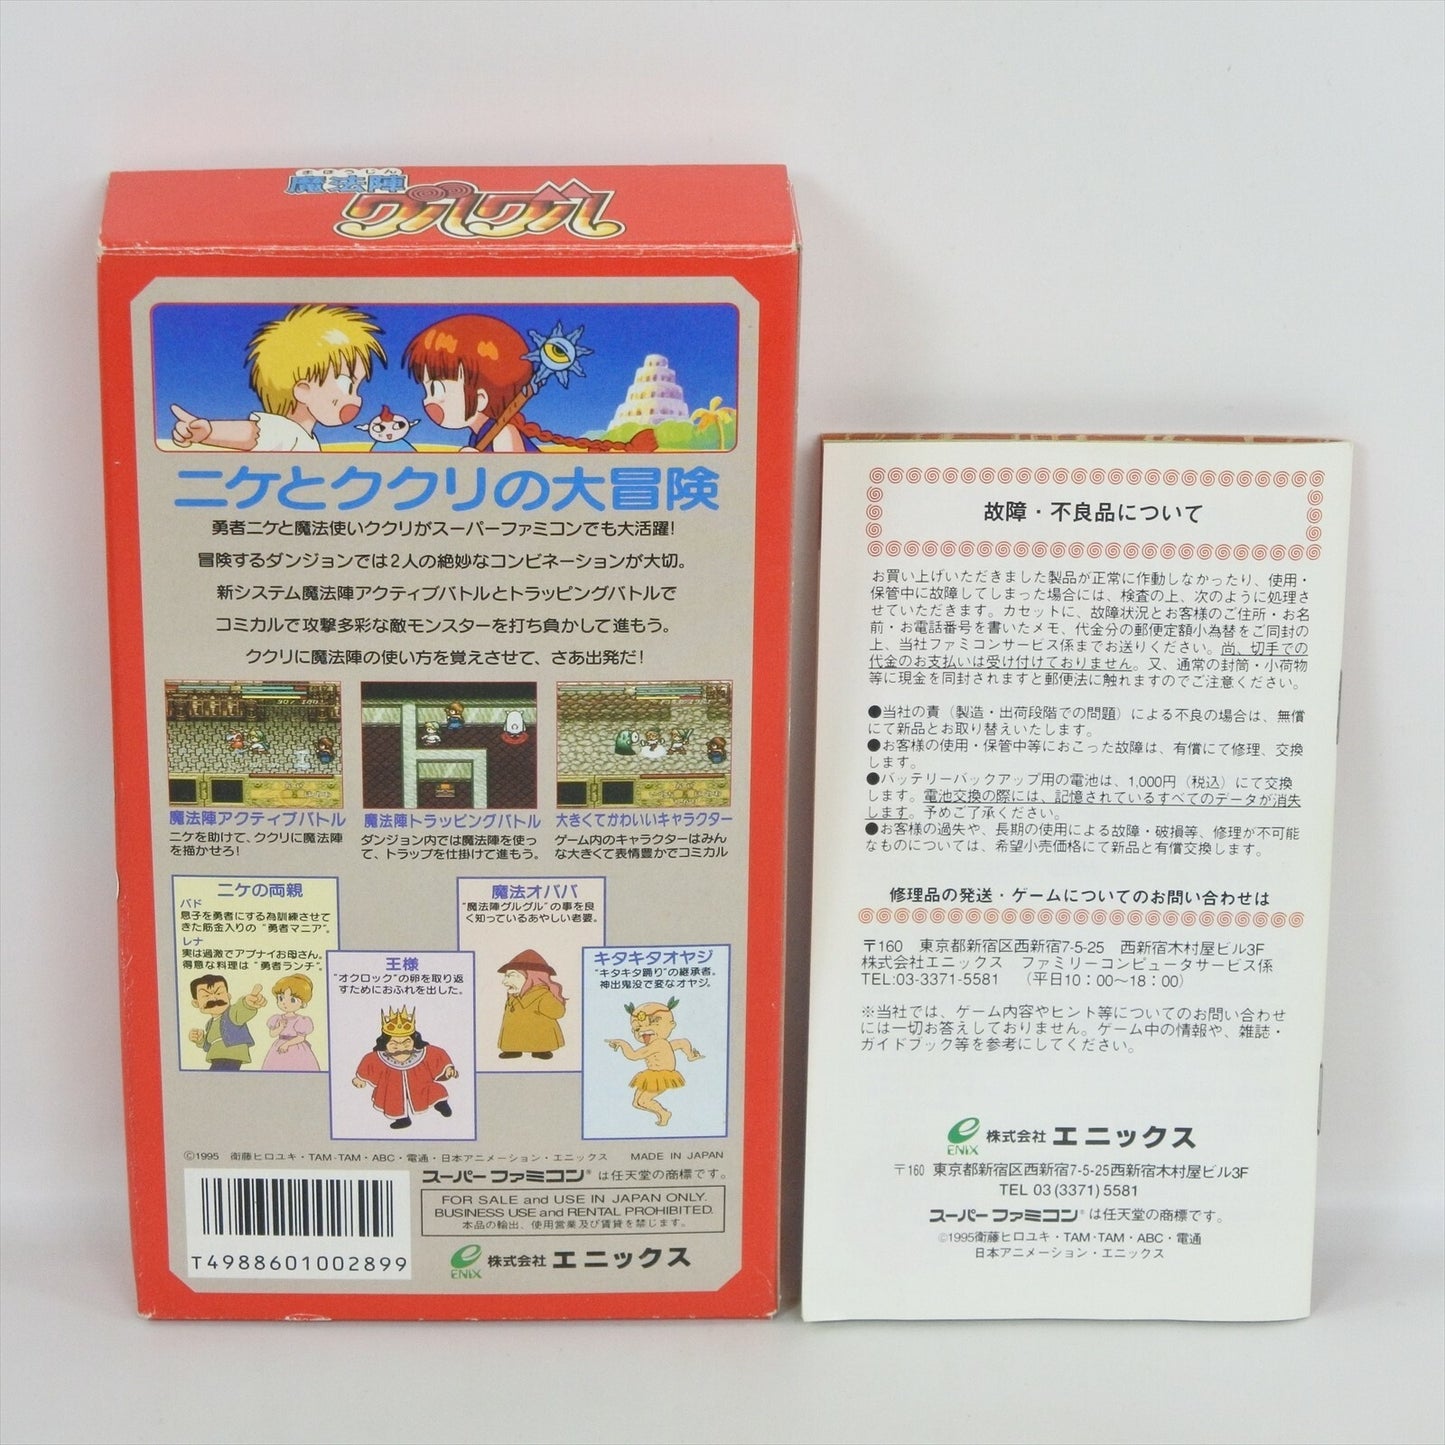 まほうじん
魔法陣
グルグル
ニケとククリの大冒険
勇者ニケと魔法使いククリがスーパーファミコンでも大活躍!
冒険するダンジョンでは2人の絶妙なコンビネーションが大切。
新システム魔法陣アクティブバトルとトラッピングバトルで
コミカルで攻撃多彩な敵モンスターを打ち負かして進もう。
ククリに魔法陣の使い方を覚えさせて、さあ出発だ!
魔法陣アクティブバトル
ニケを助けて、ククリに魔法陣
を描かせろ!
魔法陣トラッピングバトル
ダンジョン内では魔法陣を使っ
て、トラップを仕掛けて進もう。
大きくてかわいいキャラクター
ゲーム内のキャラクターはみん
な大きくて表情豊かでコミカル
ニケの両親
バド
息子を勇者にする為訓練させて
きた筋金入りの"勇者マニア"。
レナ
実は過激でアブナイお母さん。
得意な料理は"勇者ランチ"。
王様
"オクロック"の卵を取り返
すためにおふれを出した。
魔法オババ
"魔法陣グルグル"の事を良
く知っているあやしい老婆。
キタキタオヤジ
"キタキタ踊り"の継承者。
神出鬼没で変なオヤジ。
©1995 衛藤ヒロユキ・TAM-TAM・ABC・電通・日本アニメーション・エニックス MADE IN JAPAN
スーパーファミコン®は任天堂の商標です。
FOR SALE and USE IN JAPAN ONLY.
BUSINESS USE and RENTAL PROHIBITED.
本品の輸出、使用営業及び賃貸を禁じます。
T4988601002899
ENIX 株式会社 エニックス
故障・不良品について
お買い上げいただきました製品が正常に作動しなかったり、使用・
保管中に故障してしまった場合には、検査の上、次のように処理さ
せていただきます。カセットに、故障状況とお客様のご住所・お名
前・お電話番号を書いたメモ、代金分の郵便定額小為替をご同封の
上、当社ファミコンサービス係までお送りください。尚、切手での
代金のお支払いは受け付けておりません。又、通常の封筒・小荷物
等に現金を同封されますと郵便法に触れますのでご注意ください。
●当社の責(製造・出荷段階での問題)による不良の場合は、無償
にて新品とお取り替えいたします。
●お客様の使用・保管中等におこった故障は、有償にて修理、交換
します。
●バッテリーバックアップ用の電池は、1,000円(税込)にて交換
します。電池交換の際には、記憶されているすべてのデータが消失
します。予めご了承ください。
●お客様の過失や、長期の使用による故障・破損等、修理が不可能
なものについては、希望小売価格にて新品と有償交換します。
修理品の発送・ゲームについてのお問い合わせは
〒160 東京都新宿区西新宿7-5-25 西新宿木村屋ビル3F
株式会社エニックス ファミリーコンピュータサービス係
TEL:03-3371-5581 (平日10:00〜18:00)
※当社では、ゲーム内容やヒント等についてのお問い合わせ
には一切お答えしておりません。ゲーム中の情報や、雑誌・
ガイドブック等を参考にしてください。
ENIX 株式会社 エニックス
〒160 東京都新宿区西新宿7-5-25西新宿木村屋ビル3F
TEL 03(3371)5581
スーパーファミコン®は任天堂の商標です。
©1995衛藤ヒロユキ・TAM-TAM・ABC・電通
日本アニメーション・エニックス